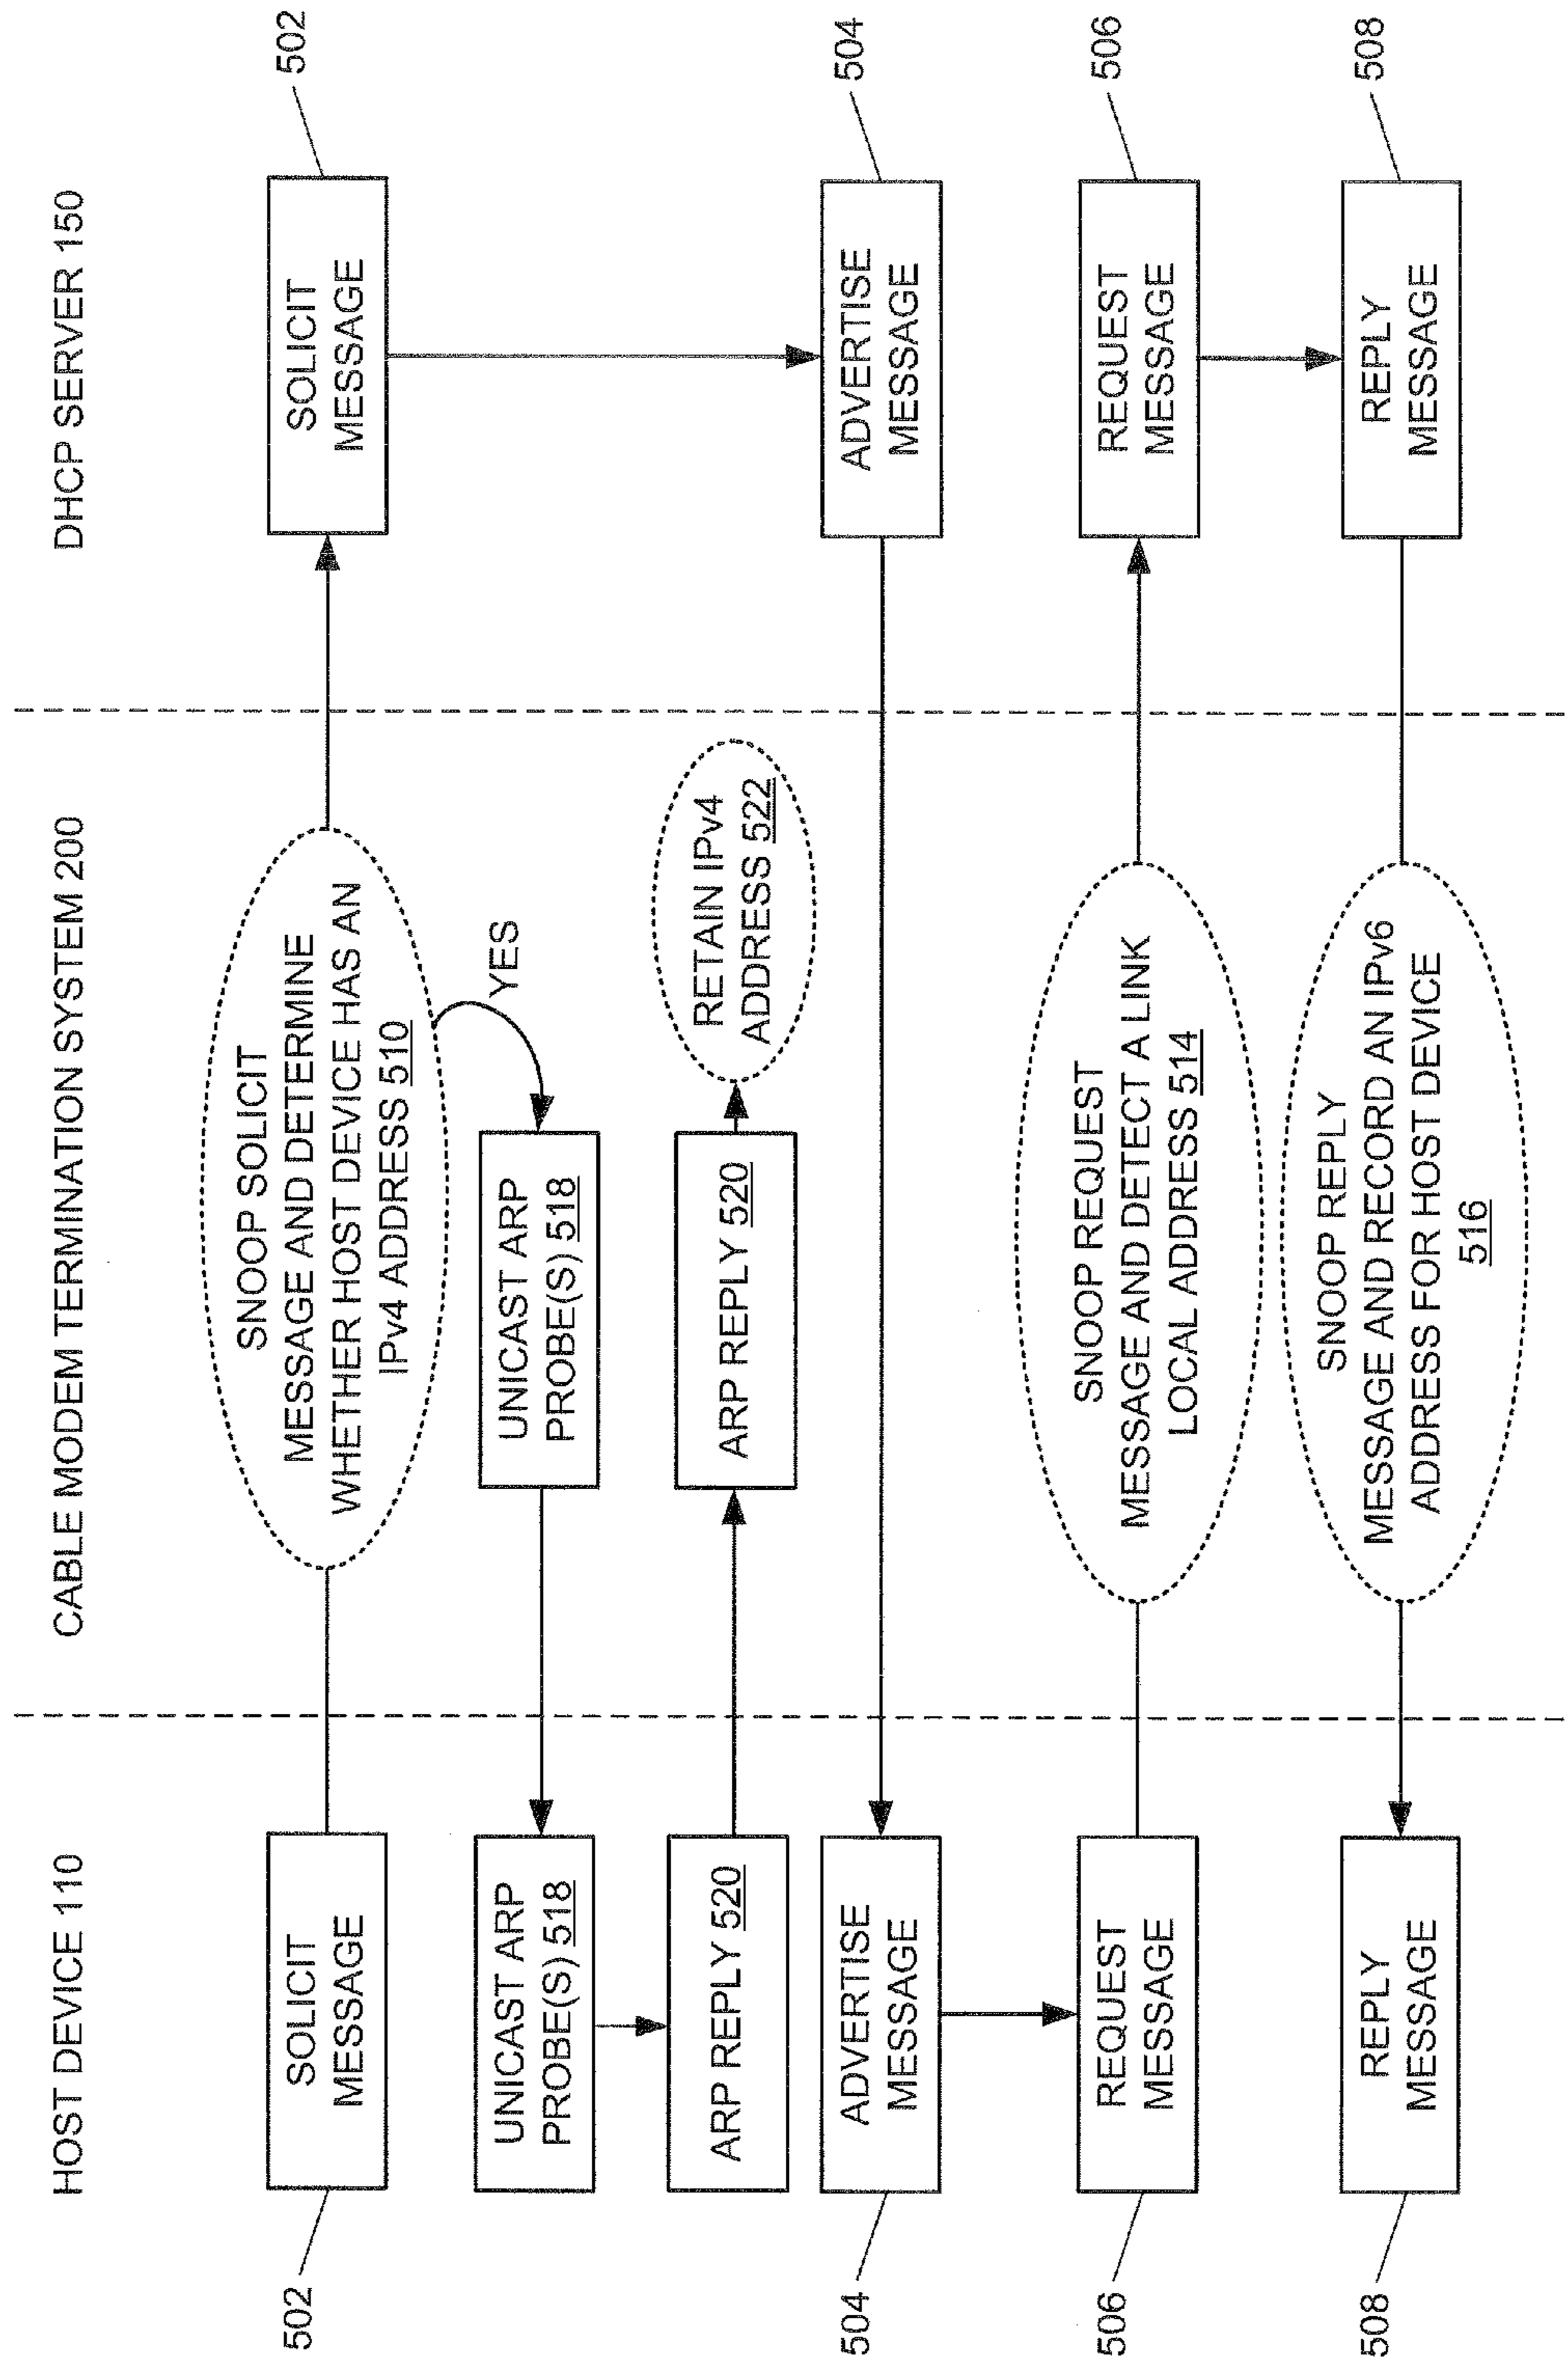 HOST DEVICE 110
CABLE MODEM TERMINATION SYSTEM 200
DHCP SERVER 150
502
SOLICIT
MESSAGE
SNOOP SOLICIT
MESSAGE AND DETERMINE
WHETHER HOST DEVICE HAS AN
IPv4 ADDRESS 510
SOLICIT
MESSAGE
502
YES
UNICAST ARP
PROBE(S) 518
UNICAST ARP
PROBE(S) 518
ARP REPLY 520
ARP REPLY 520
RETAIN IPv4
ADDRESS 522
504
ADVERTISE
MESSAGE
ADVERTISE
MESSAGE
504
506
REQUEST
MESSAGE
SNOOP REQUEST
MESSAGE AND DETECT A LINK
LOCAL ADDRESS 514
REQUEST
MESSAGE
506
508
REPLY
MESSAGE
SNOOP REPLY
MESSAGE AND RECORD AN IPv6
ADDRESS FOR HOST DEVICE
516
REPLY
MESSAGE
508